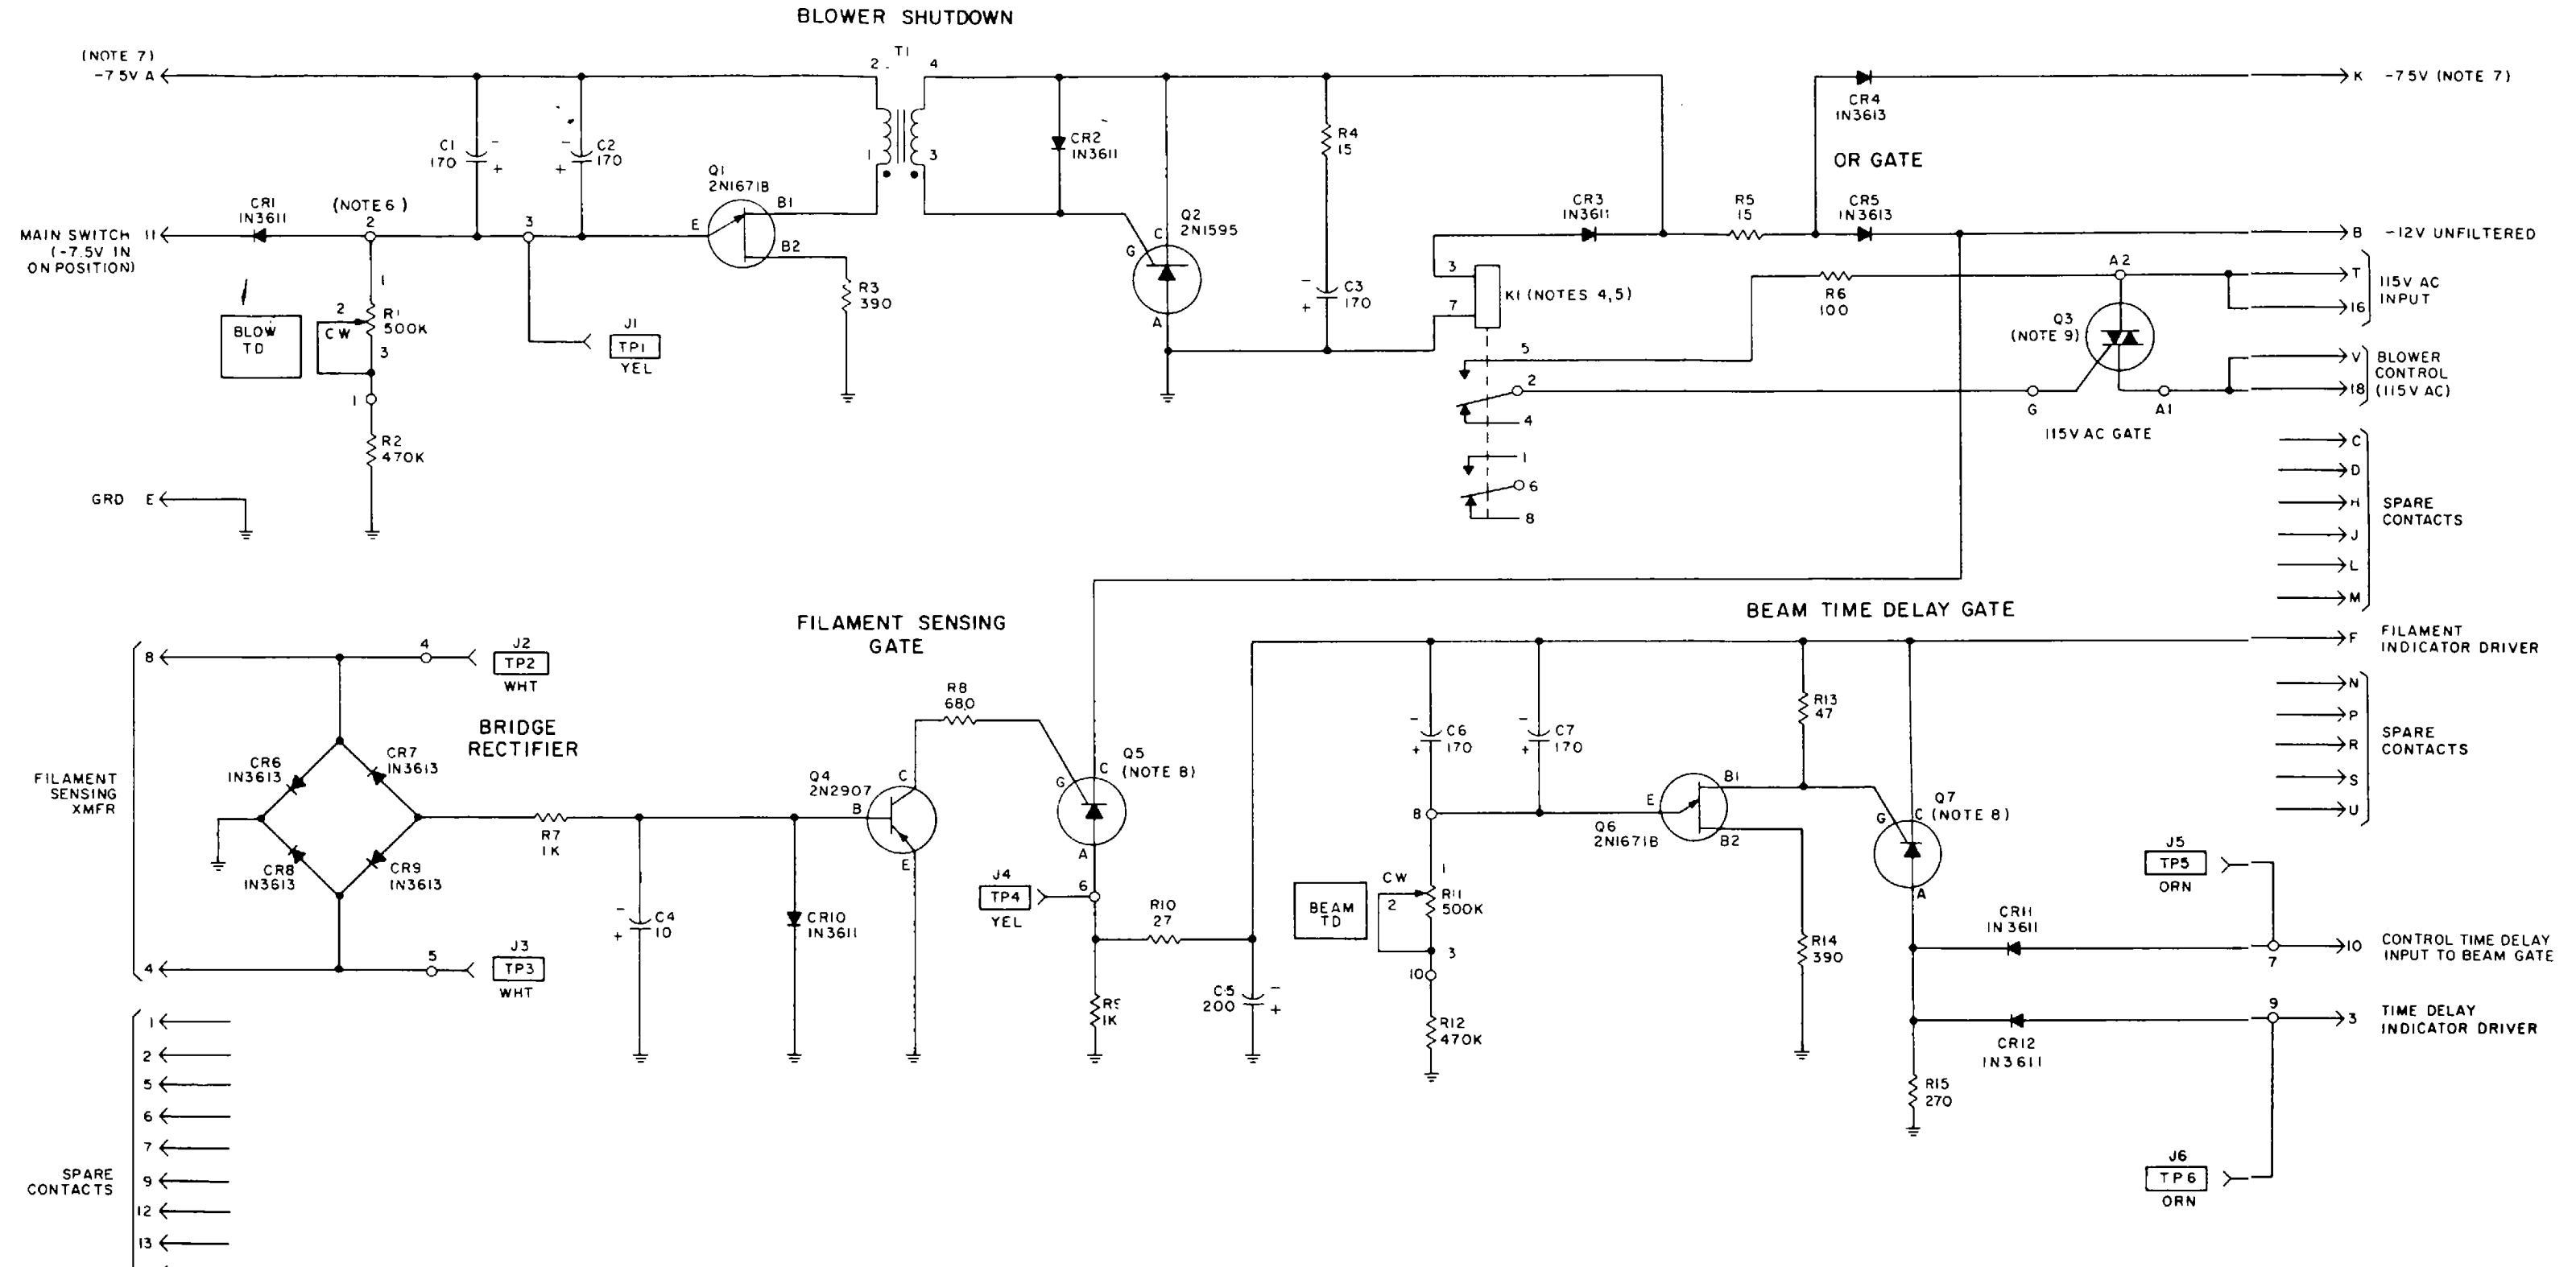 BLOWER SHUTDOWN
(NOTE 7)
-7.5V A
T1
2
4
1
3
C1
170
-
+
C2
170
-
+
CR1
1N3611
(NOTE 6)
2
3
MAIN SWITCH 11
(-7.5V IN
ON POSITION)
1
2
CW
R1
500K
3
BLOW
TD
1
R2
470K
J1
TP1
YEL
GRD E
Q1
2N1671B
E
B1
B2
R3
390
CR2
1N3611
Q2
2N1595
C
G
A
R4
15
C3
170
-
+
CR3
1N3611
R5
15
CR4
1N3613
OR GATE
CR5
1N3613
K -7.5V (NOTE 7)
B -12V UNFILTERED
3
7
K1 (NOTES 4,5)
5
2
4
1
6
8
R6
100
A2
Q3
(NOTE 9)
G
A1
115V AC GATE
T
16
115V AC
INPUT
V
18
BLOWER
CONTROL
(115V AC)
C
D
H
J
L
M
SPARE
CONTACTS
FILAMENT SENSING
GATE
BEAM TIME DELAY GATE
F FILAMENT
INDICATOR DRIVER
N
P
R
S
U
SPARE
CONTACTS
8
4
J2
TP2
WHT
BRIDGE
RECTIFIER
FILAMENT
SENSING
XMFR
CR6
1N3613
CR7
1N3613
CR8
1N3613
CR9
1N3613
4
5
J3
TP3
WHT
R7
1K
C4
10
-
+
CR10
1N3611
Q4
2N2907
C
B
E
R8
680
Q5
(NOTE 8)
C
G
A
J4
TP4
YEL
6
R10
27
R9
1K
C5
200
-
+
C6
170
-
+
C7
170
-
+
8
BEAM
TD
CW
2
1
R11
500K
3
10
R12
470K
E
B1
B2
Q6
2N1671B
R13
47
R14
390
Q7
(NOTE 8)
G
C
A
J5
TP5
ORN
CR11
1N3611
7
10 CONTROL TIME DELAY
INPUT TO BEAM GATE
CR12
1N3611
9
3 TIME DELAY
INDICATOR DRIVER
R15
270
J6
TP6
ORN
1
2
5
6
7
9
12
13
SPARE
CONTACTS